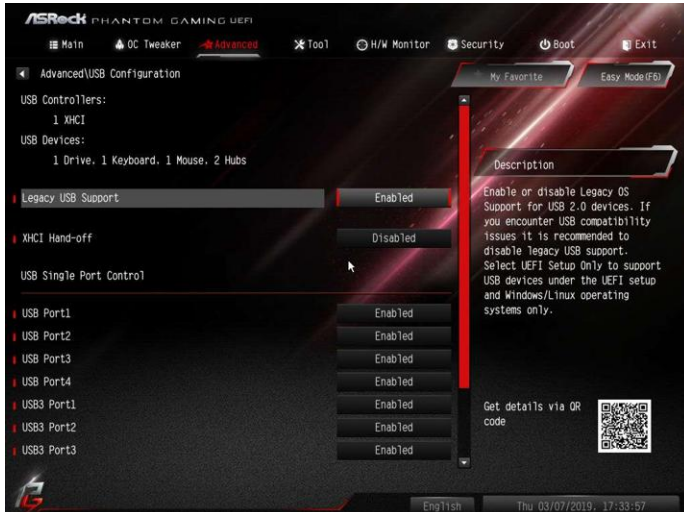 ASRock PHANTOM GAMING UEFI
Main OC Tweaker Advanced Tool H/W Monitor Security Boot Exit
Advanced\USB Configuration
My Favorite Easy Mode(F6)
USB Controllers:
1 XHCI
USB Devices:
1 Drive. 1 Keyboard. 1 Mouse. 2 Hubs
Legacy USB Support Enabled
XHCI Hand-off Disabled
USB Single Port Control
USB Port1 Enabled
USB Port2 Enabled
USB Port3 Enabled
USB Port4 Enabled
USB3 Port1 Enabled
USB3 Port2 Enabled
USB3 Port3 Enabled
Description
Enable or disable Legacy OS
Support for USB 2.0 devices. If
you encounter USB compatibility
issues it is recommended to
disable legacy USB support.
Select UEFI Setup Only to support
USB devices under the UEFI setup
and Windows/Linux operating
systems only.
Get details via QR
code
English Thu 03/07/2019. 17:33:57